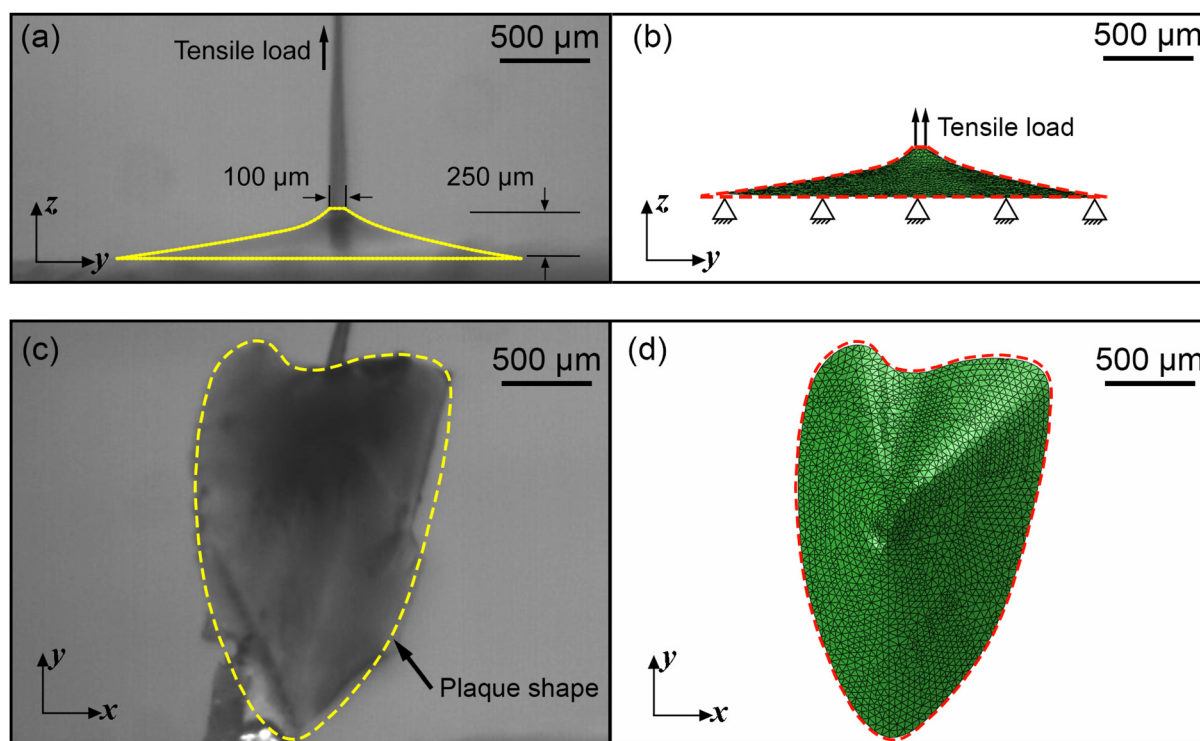 (a)
Tensile load
500 µm
100 µm
250 µm
z
y
(b)
500 µm
Tensile load
z
y
(c)
500 µm
y
x
Plaque shape
(d)
500 µm
y
x